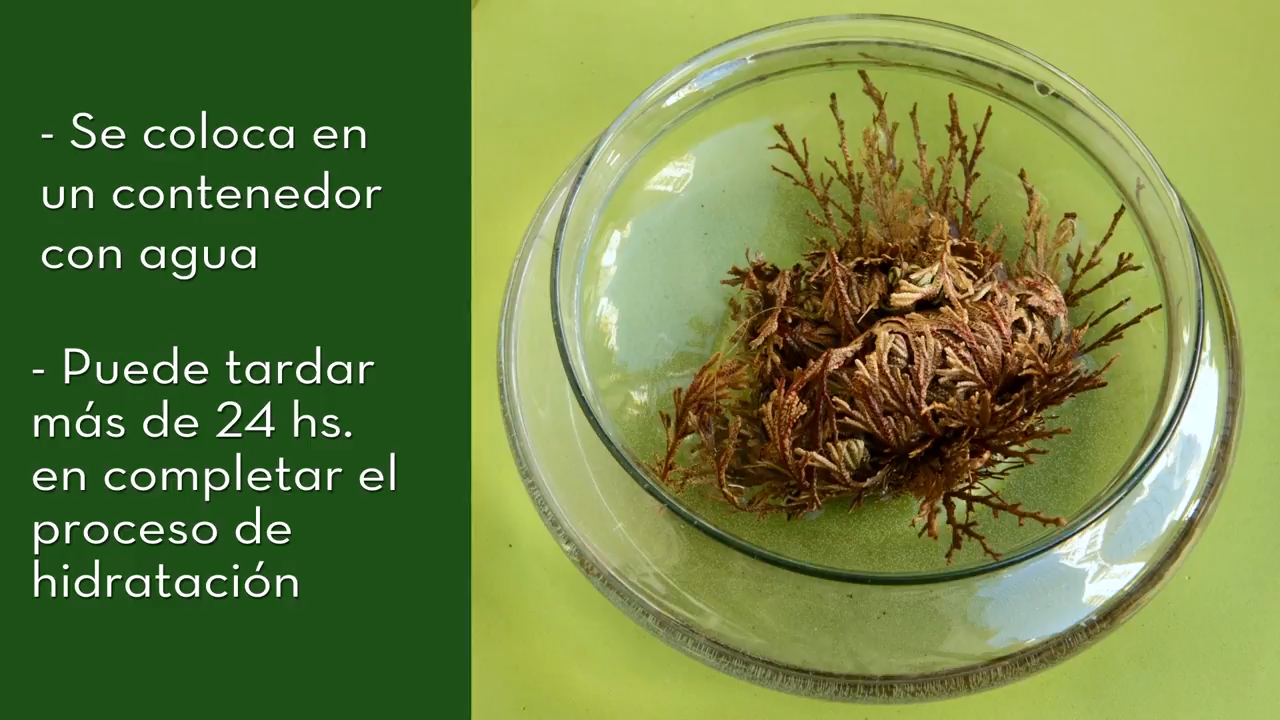 - Se coloca en
un contenedor
con agua
- Puede tardar
más de 24 hs.
en completar el
proceso de
hidratación